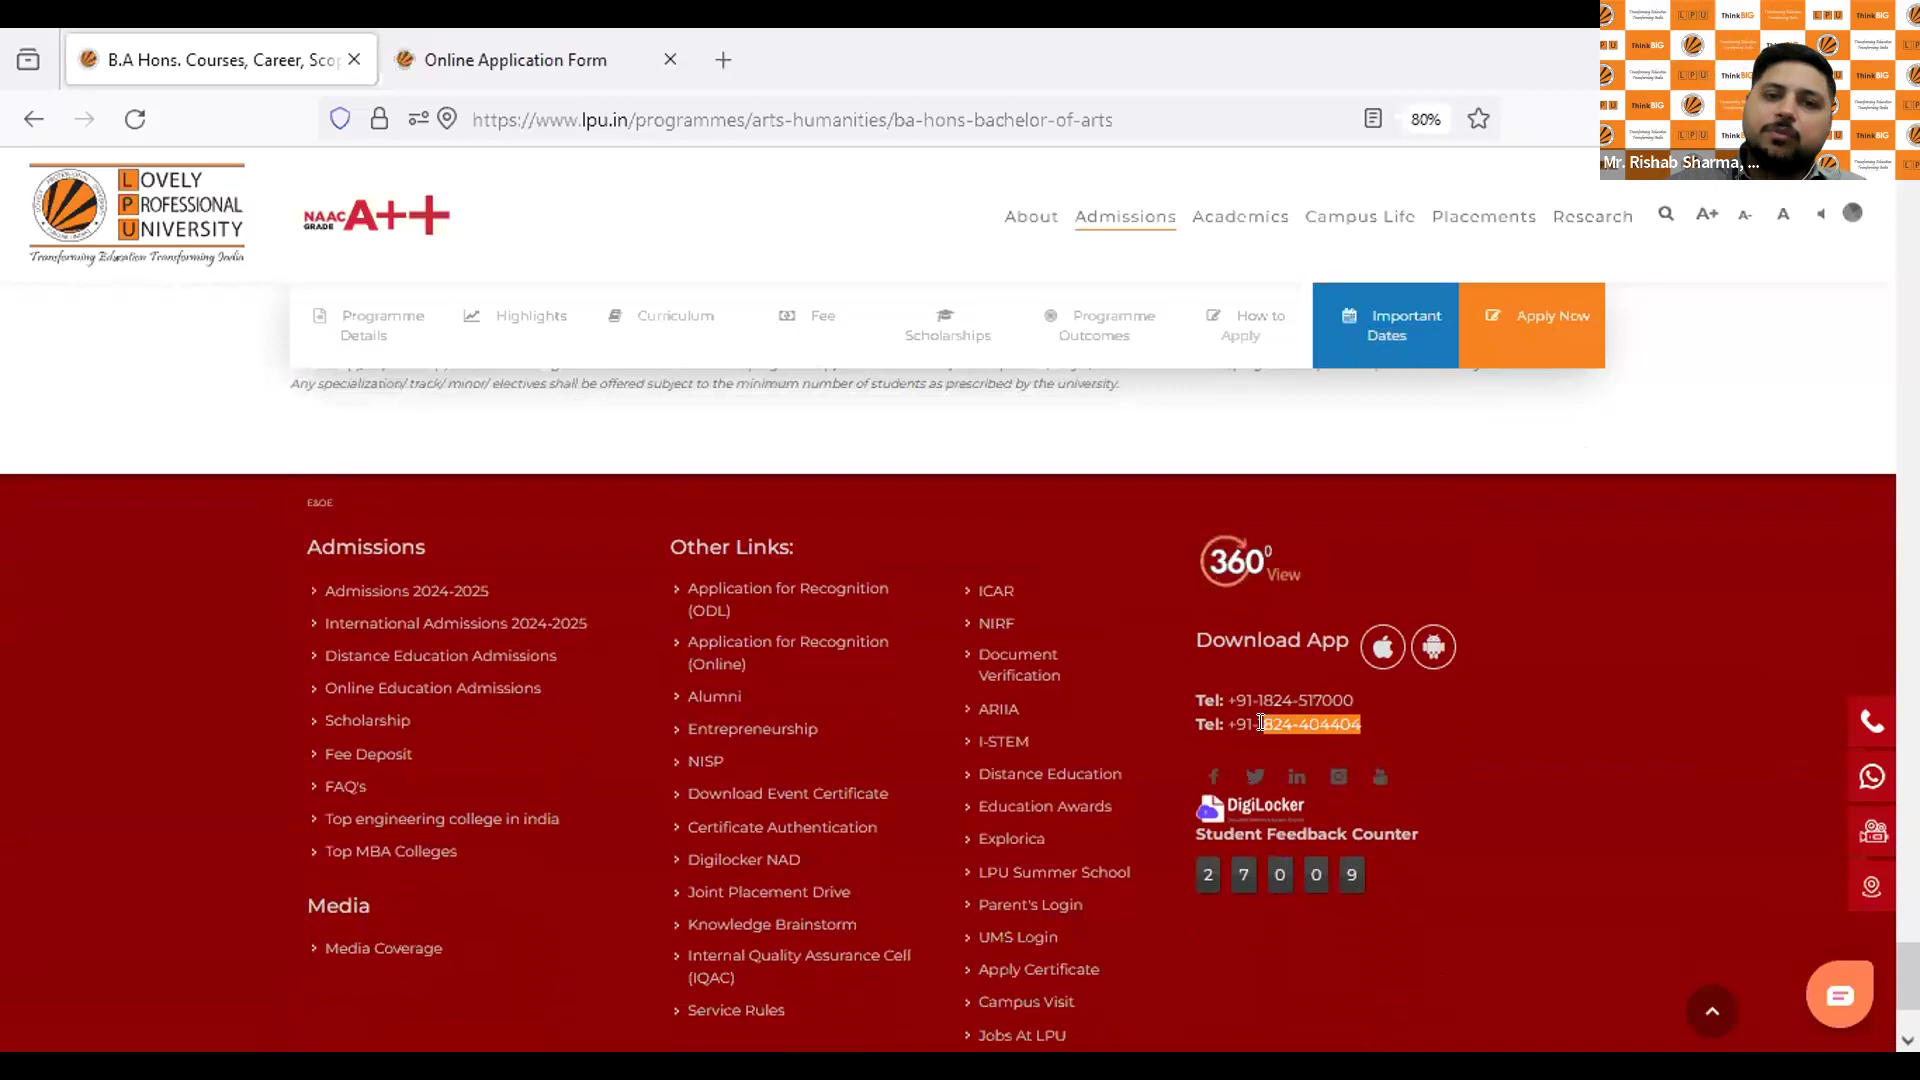 B.A Hons. Courses, Career, Sco
Online Application Form
https://www.lpu.in/programmes/arts-humanities/ba-hons-bachelor-of-arts
80%
Mr. Rishab Sharma, ...
LOVELY
PROFESSIONAL
UNIVERSITY
Transforming Education Transforming India
NAAC
GRADE
A++
About
Admissions
Academics
Campus Life
Placements
Research
A+
A-
A
Programme
Details
Highlights
Curriculum
Fee
Scholarships
Programme
Outcomes
How to
Apply
Important
Dates
Apply Now
Any specialization/ track/ minor/ electives shall be offered subject to the minimum number of students as prescribed by the university.
E&OE
Admissions
Admissions 2024-2025
International Admissions 2024-2025
Distance Education Admissions
Online Education Admissions
Scholarship
Fee Deposit
FAQ's
Top engineering college in india
Top MBA Colleges
Media
Media Coverage
Other Links:
Application for Recognition
(ODL)
Application for Recognition
(Online)
Alumni
Entrepreneurship
NISP
Download Event Certificate
Certificate Authentication
Digilocker NAD
Joint Placement Drive
Knowledge Brainstorm
Internal Quality Assurance Cell
(IQAC)
Service Rules
ICAR
NIRF
Document
Verification
ARIIA
I-STEM
Distance Education
Education Awards
Explorica
LPU Summer School
Parent's Login
UMS Login
Apply Certificate
Campus Visit
Jobs At LPU
360° View
Download App
Tel: +91-1824-517000
Tel: +91-1824-404404
DigiLocker
Student Feedback Counter
2 7 0 0 9